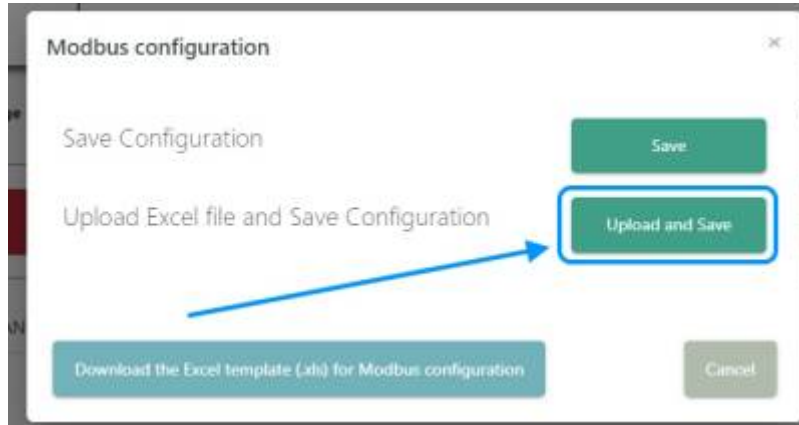 Modbus configuration
×
Save Configuration
Save
Upload Excel file and Save Configuration
Upload and Save
Download the Excel template (.xls) for Modbus configuration
Cancel